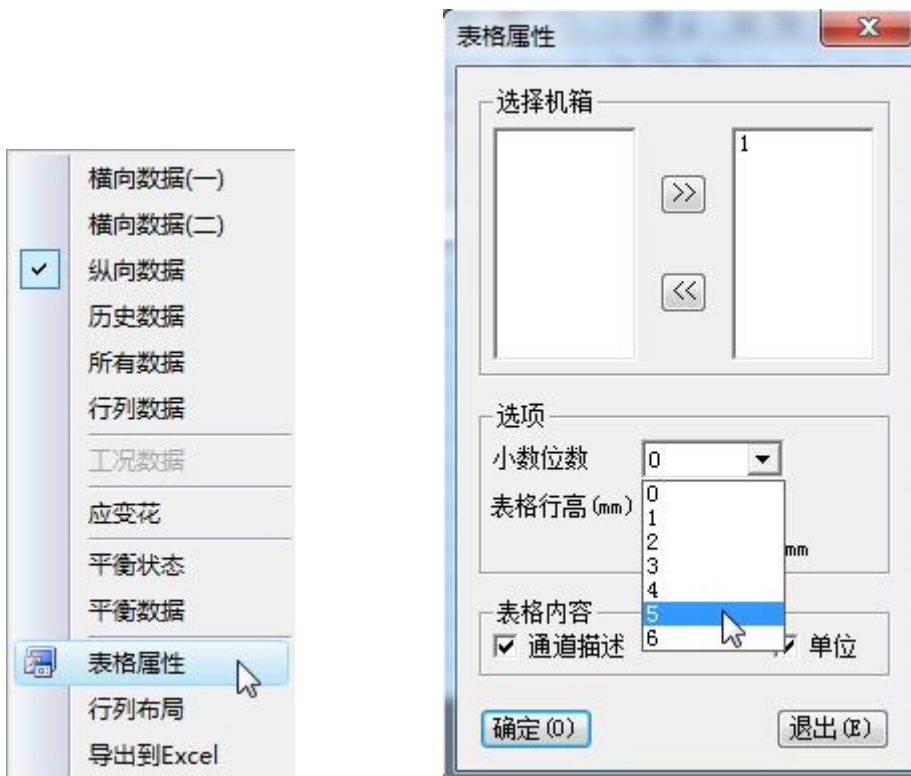 横向数据(一)
横向数据(二)
纵向数据
历史数据
所有数据
行列数据
工况数据
应变花
平衡状态
平衡数据
表格属性
行列布局
导出到Excel
表格属性
选择机箱
1
>>
<<
选项
小数位数 0
表格行高(mm)
0
1
2
3
4
5
6
mm
表格内容
通道描述 单位
确定(O) 退出(E)